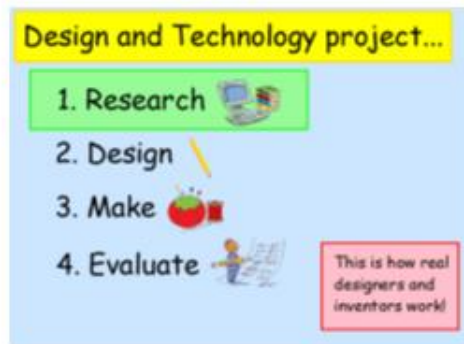 Design and Technology project...
1. Research
2. Design
3. Make
4. Evaluate
This is how real
designers and
inventors work!